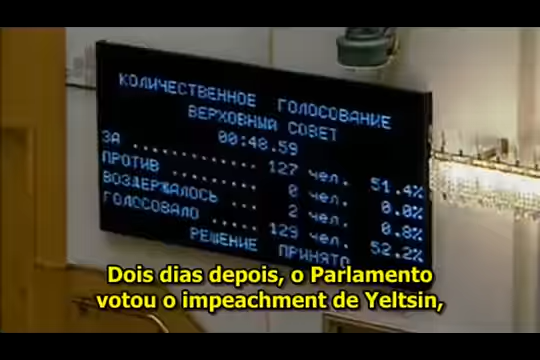 КОЛИЧЕСТВЕННОЕ ГОЛОСОВАНИЕ
ВЕРХОВНЫЙ СОВЕТ
00:48.59
ЗА ............. 127 чел. 51.4%
ПРОТИВ ......... 0 чел. 0.0%
ВОЗДЕРЖАЛОСЬ ... 2 чел. 0.8%
ГОЛОСОВАЛО ..... 129 чел. 52.2%
РЕШЕНИЕ ПРИНЯТО
Dois dias depois, o Parlamento
votou o impeachment de Yeltsin,